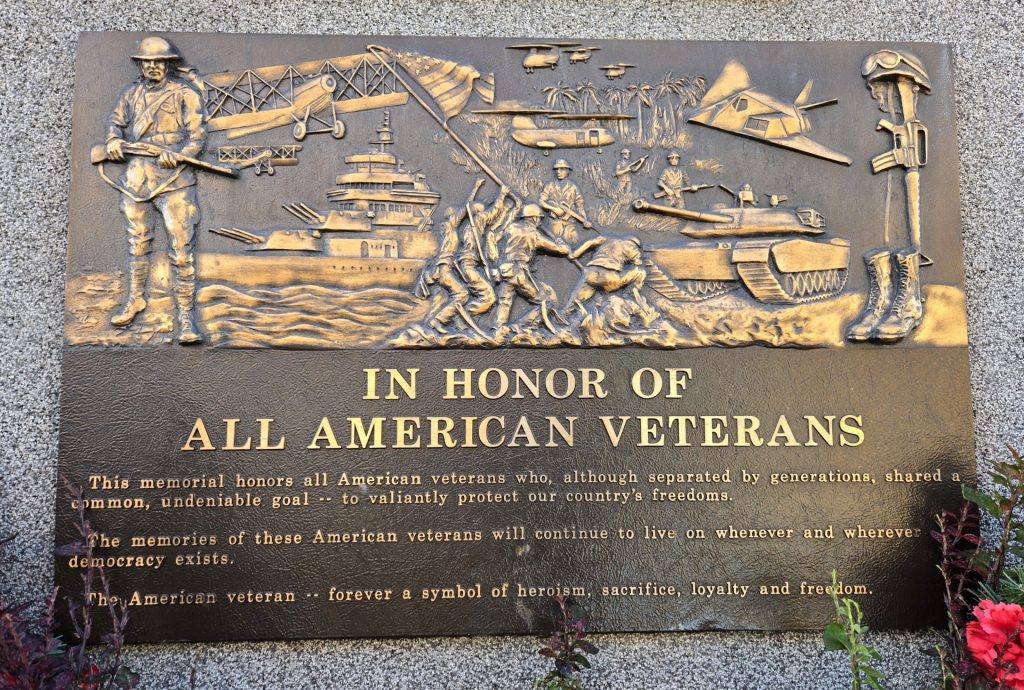 IN HONOR OF
ALL AMERICAN VETERANS
This memorial honors all American veterans who, although separated by generations, shared a
common, undeniable goal -- to valiantly protect our country's freedoms.
The memories of these American veterans will continue to live on whenever and wherever
democracy exists.
The American veteran -- forever a symbol of heroism, sacrifice, loyalty and freedom.